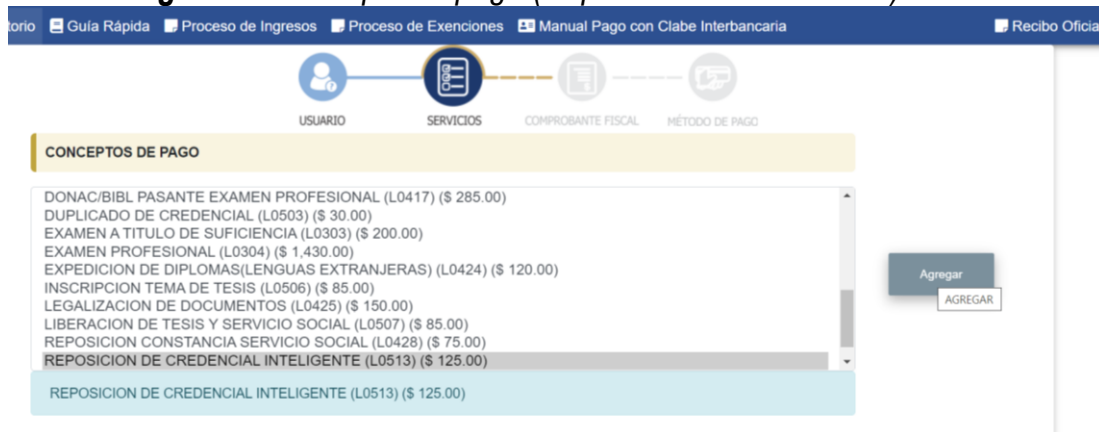 Guía Rápida Proceso de Ingresos Proceso de Exenciones Manual Pago con Clabe Interbancaria Recibo Oficia
USUARIO SERVICIOS COMPROBANTE FISCAL MÉTODO DE PAGO
CONCEPTOS DE PAGO
DONAC/BIBL PASANTE EXAMEN PROFESIONAL (L0417) ($ 285.00)
DUPLICADO DE CREDENCIAL (L0503) ($ 30.00)
EXAMEN A TITULO DE SUFICIENCIA (L0303) ($ 200.00)
EXAMEN PROFESIONAL (L0304) ($ 1,430.00)
EXPEDICION DE DIPLOMAS(LENGUAS EXTRANJERAS) (L0424) ($ 120.00)
INSCRIPCION TEMA DE TESIS (L0506) ($ 85.00)
LEGALIZACION DE DOCUMENTOS (L0425) ($ 150.00)
LIBERACION DE TESIS Y SERVICIO SOCIAL (L0507) ($ 85.00)
REPOSICION CONSTANCIA SERVICIO SOCIAL (L0428) ($ 75.00)
REPOSICION DE CREDENCIAL INTELIGENTE (L0513) ($ 125.00)
Agregar
AGREGAR
REPOSICION DE CREDENCIAL INTELIGENTE (L0513) ($ 125.00)